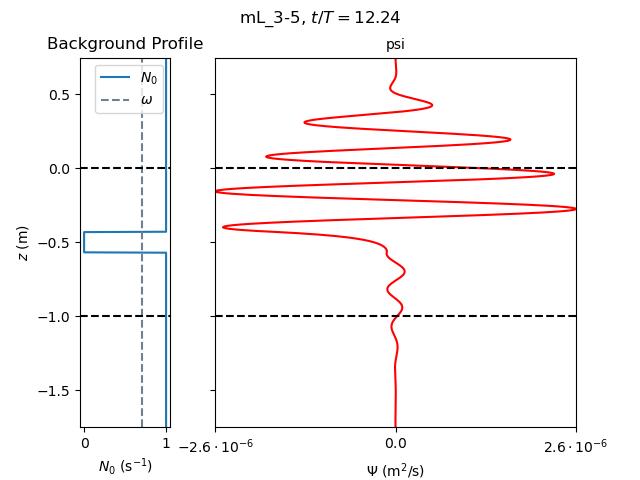 mL_3-5, t/T = 12.24
Background Profile
psi
N₀
ω
0.5
0.0
−0.5
−1.0
−1.5
z (m)
0 1
−2.6 · 10⁻⁶ 0.0 2.6 · 10⁻⁶
N₀ (s⁻¹)
Ψ (m²/s)